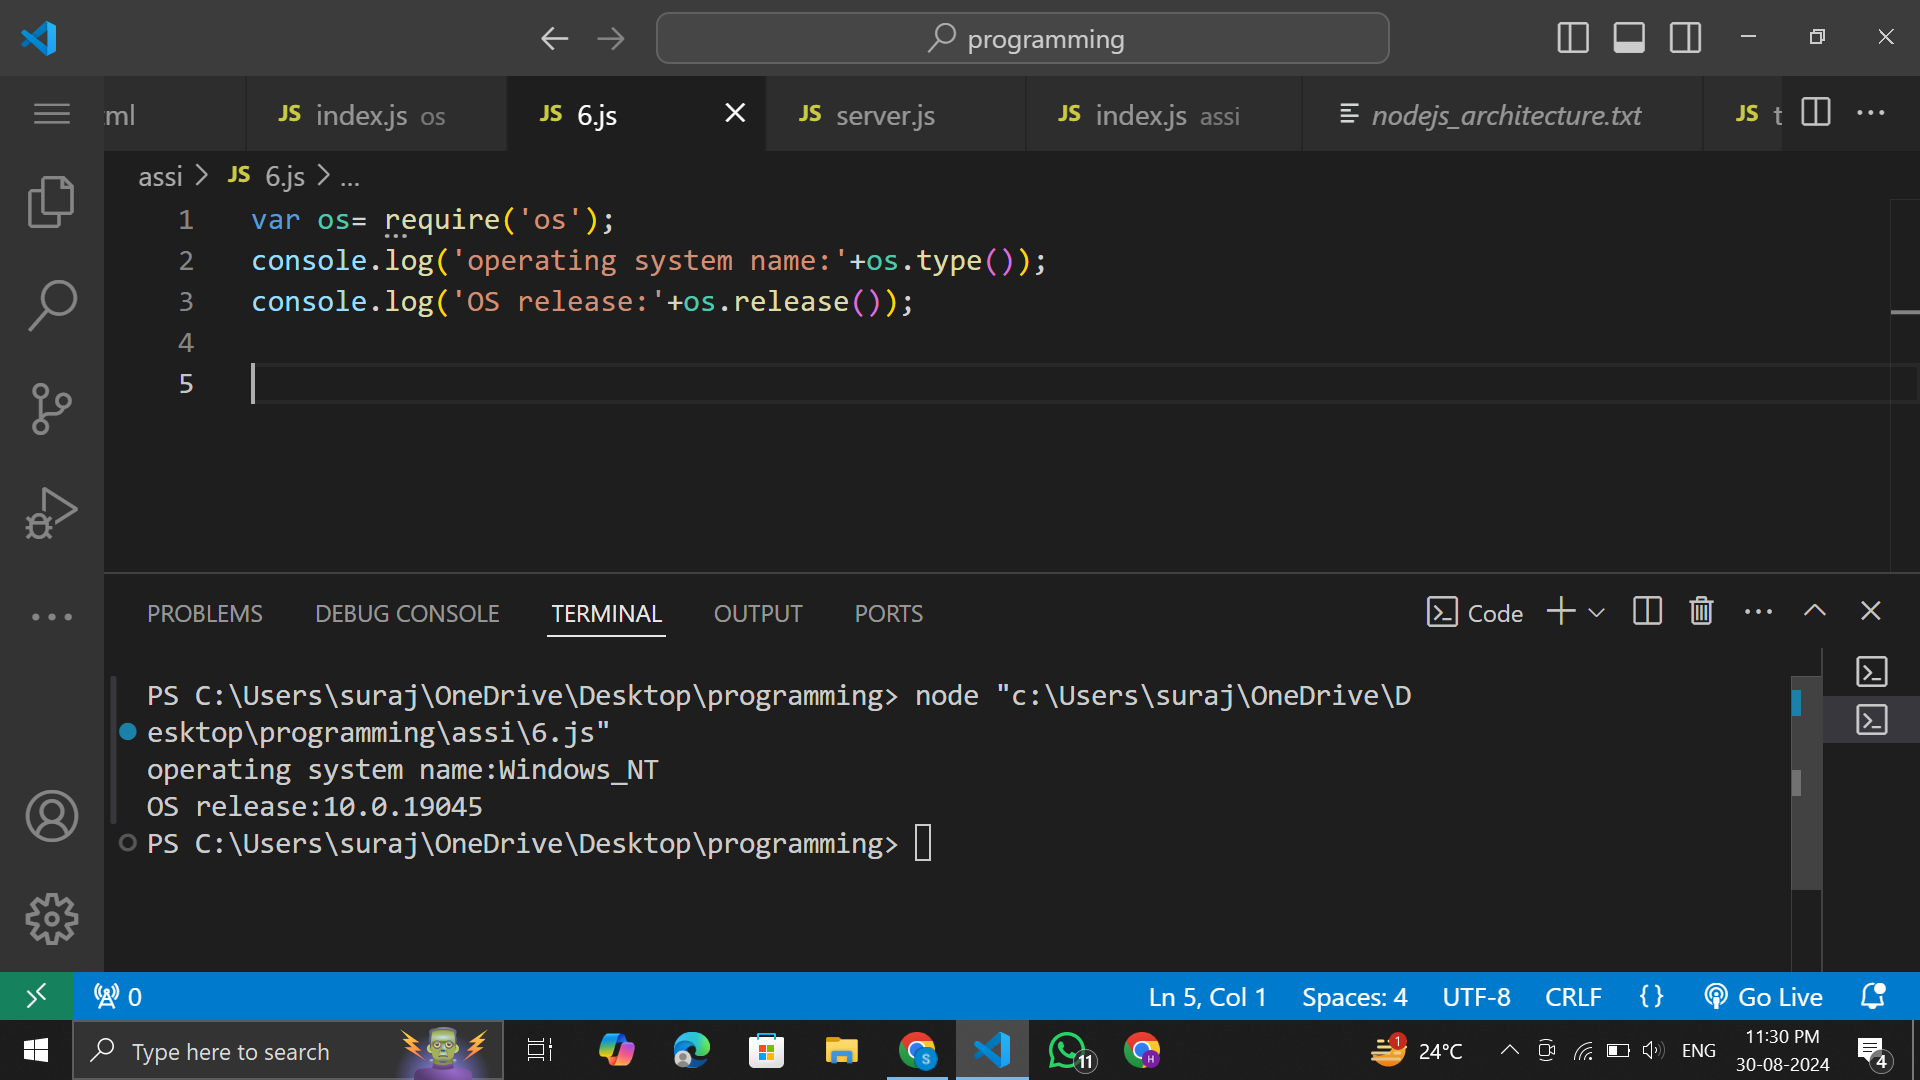 programming
ml
JS index.js os
JS 6.js
JS server.js
JS index.js assi
nodejs_architecture.txt
JS t
assi > JS 6.js > ...
1 var os= require('os');
2 console.log('operating system name:'+os.type());
3 console.log('OS release:'+os.release());
4
5
PROBLEMS DEBUG CONSOLE TERMINAL OUTPUT PORTS
Code
PS C:\Users\suraj\OneDrive\Desktop\programming> node "c:\Users\suraj\OneDrive\D
esktop\programming\assi\6.js"
operating system name:Windows_NT
OS release:10.0.19045
PS C:\Users\suraj\OneDrive\Desktop\programming>
0
Ln 5, Col 1 Spaces: 4 UTF-8 CRLF {} Go Live
Type here to search
S
11
H
1
24°C
ENG
11:30 PM
30-08-2024
4